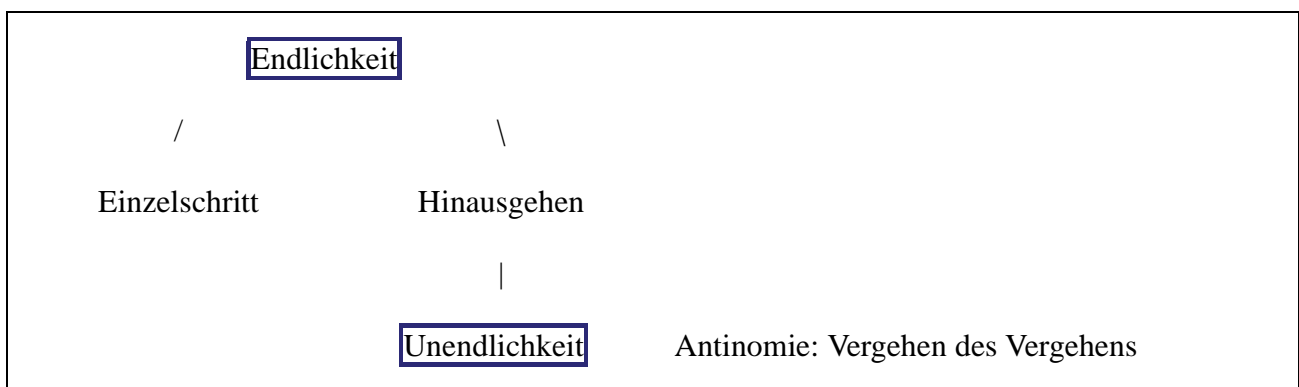 Endlichkeit
/ \
Einzelschritt Hinausgehen
|
Unendlichkeit Antinomie: Vergehen des Vergehens